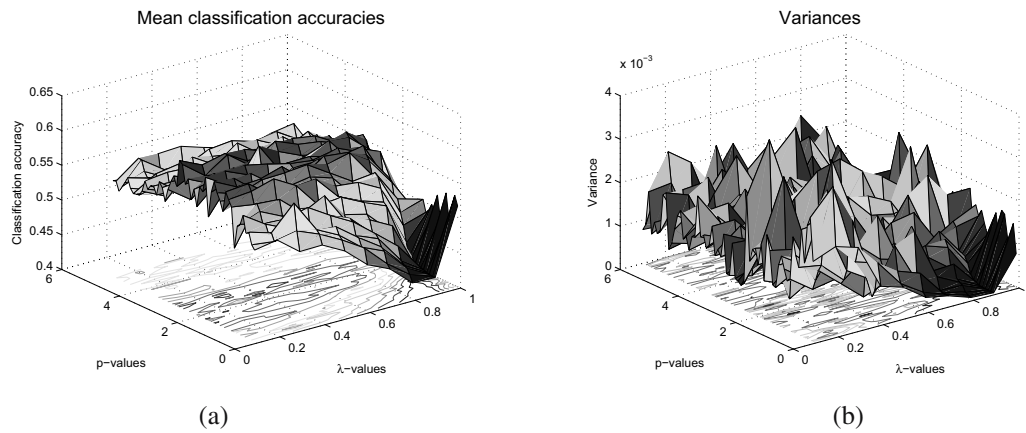 Mean classification accuracies
0.65
0.6
0.55
0.5
0.45
0.4
Classification accuracy
6
4
2
0
p−values
0
0.2
0.4
0.6
0.8
1
λ−values
(a)
Variances
x 10⁻³
4
3
2
1
0
Variance
6
4
2
0
p−values
0
0.2
0.4
0.6
0.8
λ−values
(b)